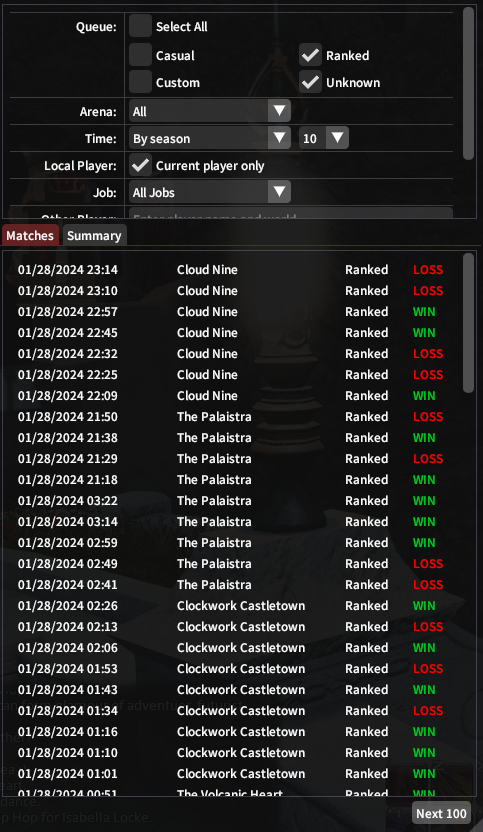 Queue: Select All
Casual Ranked
Custom Unknown
Arena: All
Time: By season 10
Local Player: Current player only
Job: All Jobs
Other Player: Enter player name and world
Matches Summary
01/28/2024 23:14 Cloud Nine Ranked LOSS
01/28/2024 23:10 Cloud Nine Ranked LOSS
01/28/2024 22:57 Cloud Nine Ranked WIN
01/28/2024 22:45 Cloud Nine Ranked WIN
01/28/2024 22:32 Cloud Nine Ranked LOSS
01/28/2024 22:25 Cloud Nine Ranked LOSS
01/28/2024 22:09 Cloud Nine Ranked WIN
01/28/2024 21:50 The Palaistra Ranked LOSS
01/28/2024 21:38 The Palaistra Ranked WIN
01/28/2024 21:29 The Palaistra Ranked LOSS
01/28/2024 21:18 The Palaistra Ranked WIN
01/28/2024 03:22 The Palaistra Ranked WIN
01/28/2024 03:14 The Palaistra Ranked WIN
01/28/2024 02:59 The Palaistra Ranked WIN
01/28/2024 02:49 The Palaistra Ranked LOSS
01/28/2024 02:41 The Palaistra Ranked LOSS
01/28/2024 02:26 Clockwork Castletown Ranked WIN
01/28/2024 02:13 Clockwork Castletown Ranked LOSS
01/28/2024 02:06 Clockwork Castletown Ranked WIN
01/28/2024 01:53 Clockwork Castletown Ranked LOSS
01/28/2024 01:43 Clockwork Castletown Ranked WIN
01/28/2024 01:34 Clockwork Castletown Ranked LOSS
01/28/2024 01:16 Clockwork Castletown Ranked WIN
01/28/2024 01:10 Clockwork Castletown Ranked WIN
01/28/2024 01:01 Clockwork Castletown Ranked WIN
01/28/2024 00:51 The Volcanic Heart Ranked WIN
dance.
p Hop for Isabella Locke.
Next 100